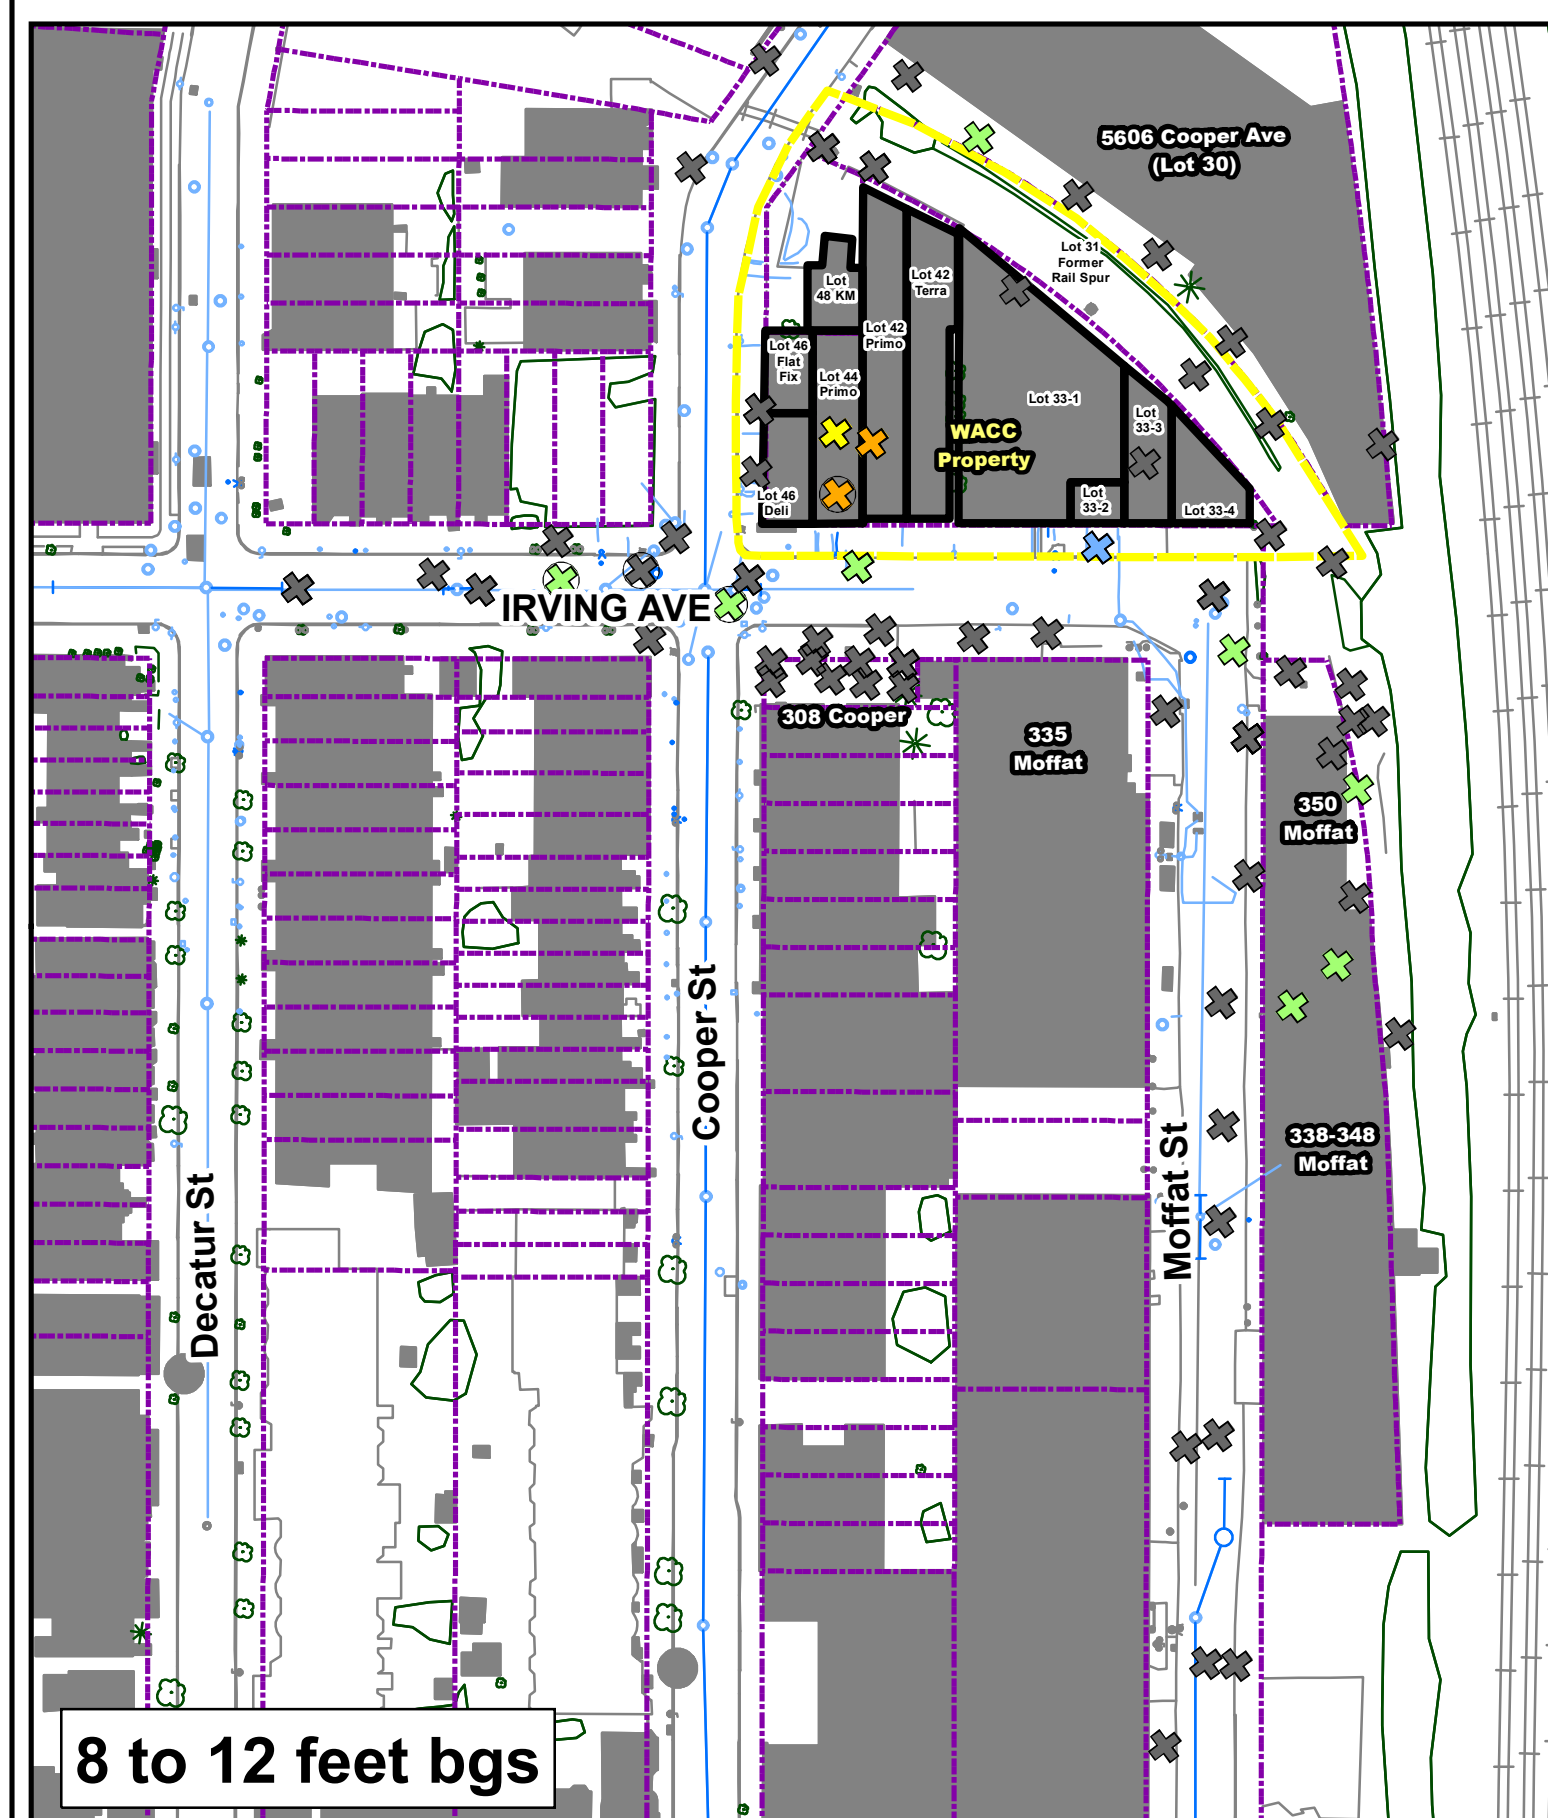 5606 Cooper Ave
(Lot 30)
Lot 31
Former
Rail Spur
Lot
48 KM
Lot 42
Terra
Lot 42
Primo
Lot 46
Flat
Fix
Lot 44
Primo
Lot 33-1
Lot
33-3
WACC
Property
Lot 46
Deli
Lot
33-2
Lot 33-4
IRVING AVE
308 Cooper
335
Moffat
350
Moffat
Cooper St
Decatur St
Moffat St
338-348
Moffat
8 to 12 feet bgs